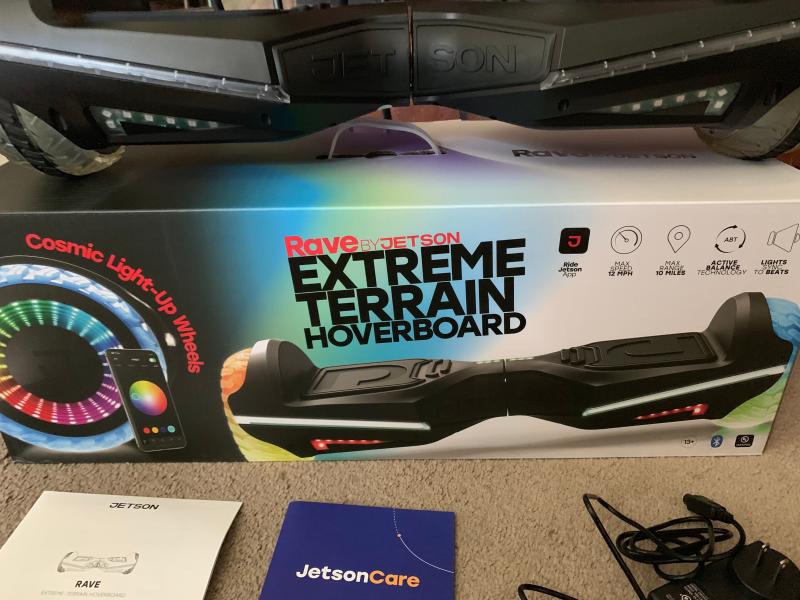 JETSON
Rave BY JETSON
Cosmic Light-Up Wheels
Rave BY JETSON
EXTREME
TERRAIN
HOVERBOARD
J
Ride
Jetson
App
MAX
SPEED
12 MPH
MAX
RANGE
10 MILES
ABT
ACTIVE
BALANCE
TECHNOLOGY
LIGHTS
SYNC
TO BEATS
13+
JETSON
RAVE
EXTREME-TERRAIN HOVERBOARD
JetsonCare